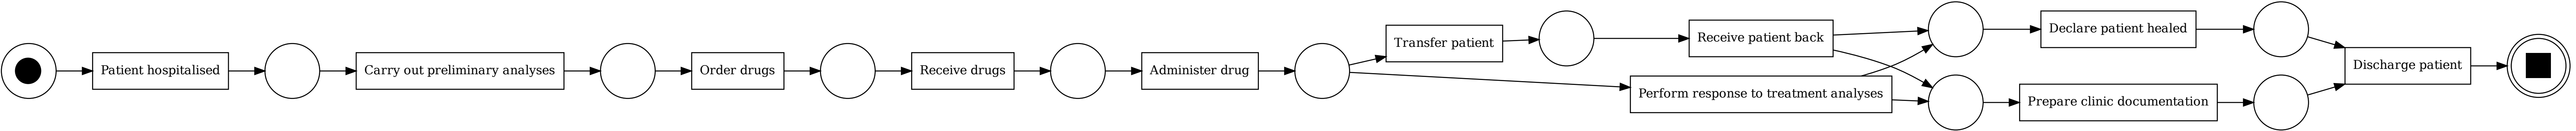 Patient hospitalised
Carry out preliminary analyses
Order drugs
Receive drugs
Administer drug
Transfer patient
Receive patient back
Perform response to treatment analyses
Declare patient healed
Prepare clinic documentation
Discharge patient